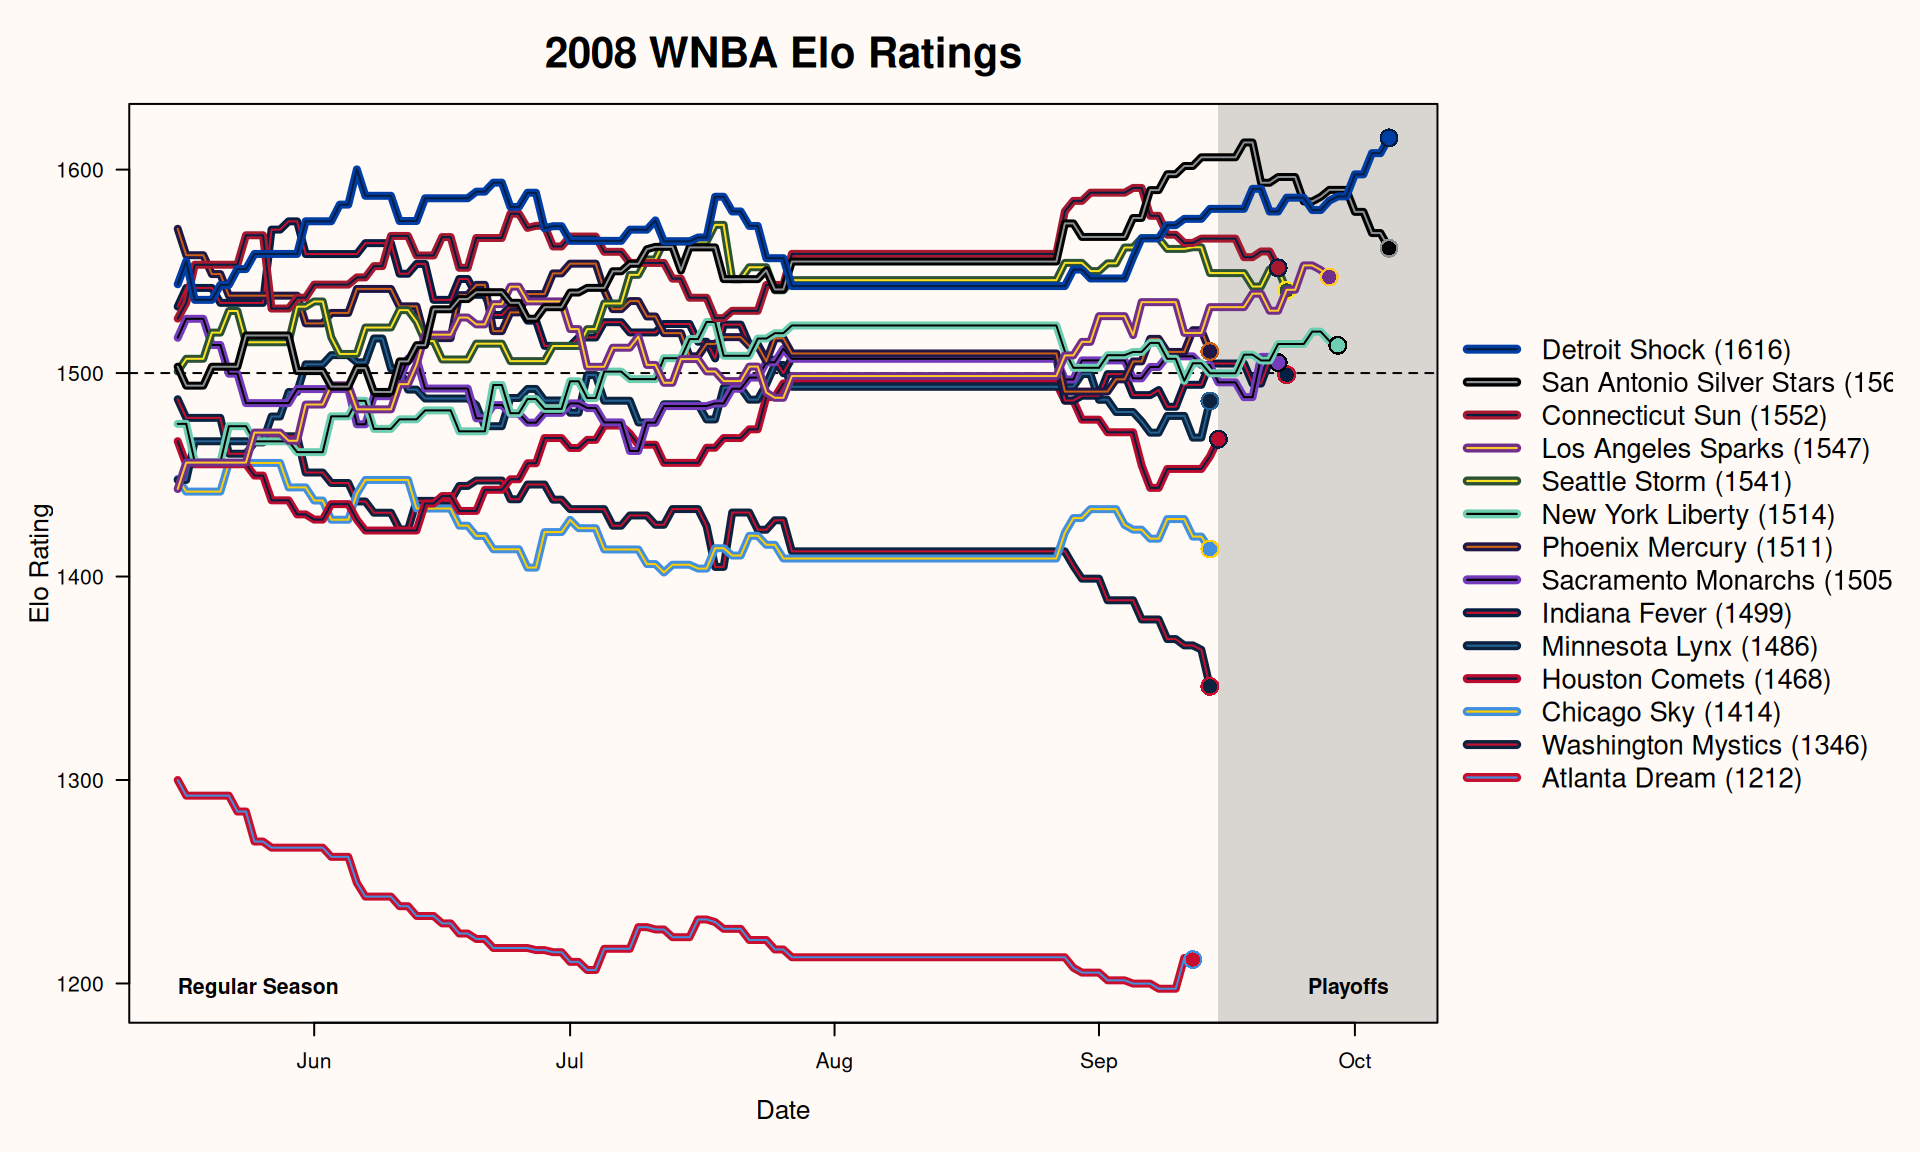 2008 WNBA Elo Ratings
Elo Rating
1600
1500
1400
1300
1200
Regular Season
Playoffs
Jun
Jul
Aug
Sep
Oct
Date
Detroit Shock (1616)
San Antonio Silver Stars (156
Connecticut Sun (1552)
Los Angeles Sparks (1547)
Seattle Storm (1541)
New York Liberty (1514)
Phoenix Mercury (1511)
Sacramento Monarchs (1505
Indiana Fever (1499)
Minnesota Lynx (1486)
Houston Comets (1468)
Chicago Sky (1414)
Washington Mystics (1346)
Atlanta Dream (1212)